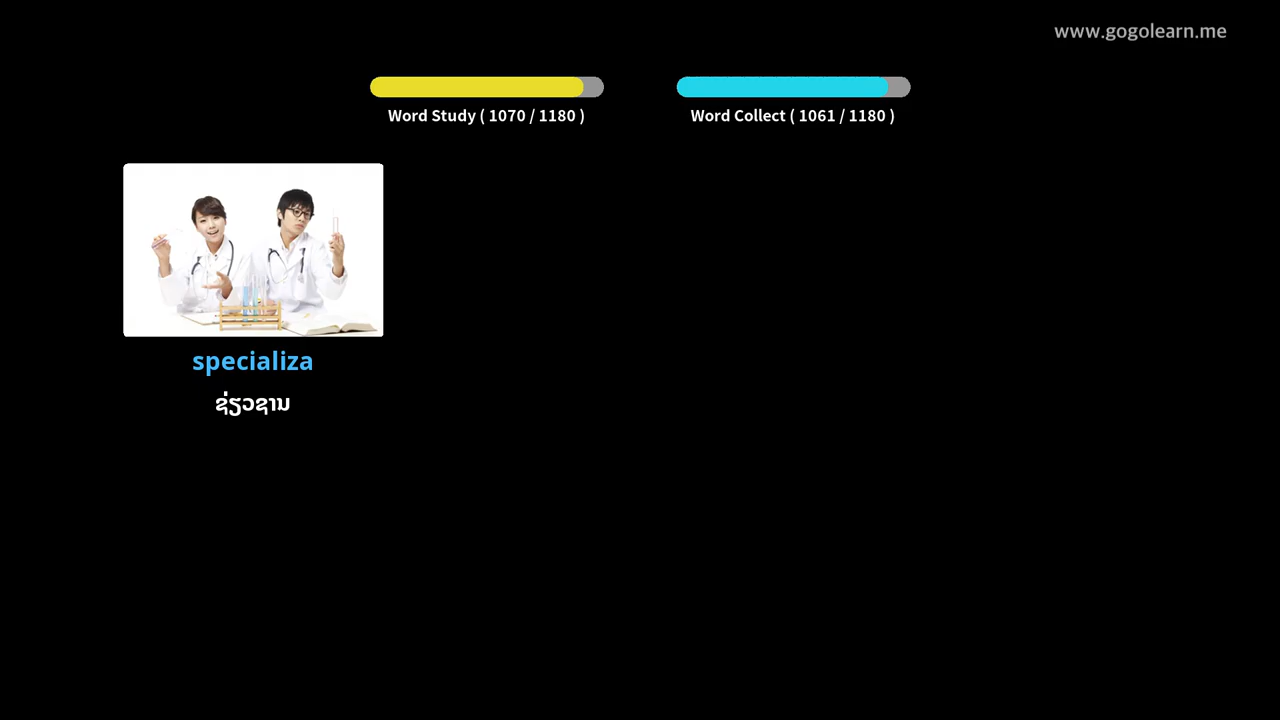 www.gogolearn.me
Word Study ( 1070 / 1180 )
Word Collect ( 1061 / 1180 )
specializa
ຊ່ຽວຊານ